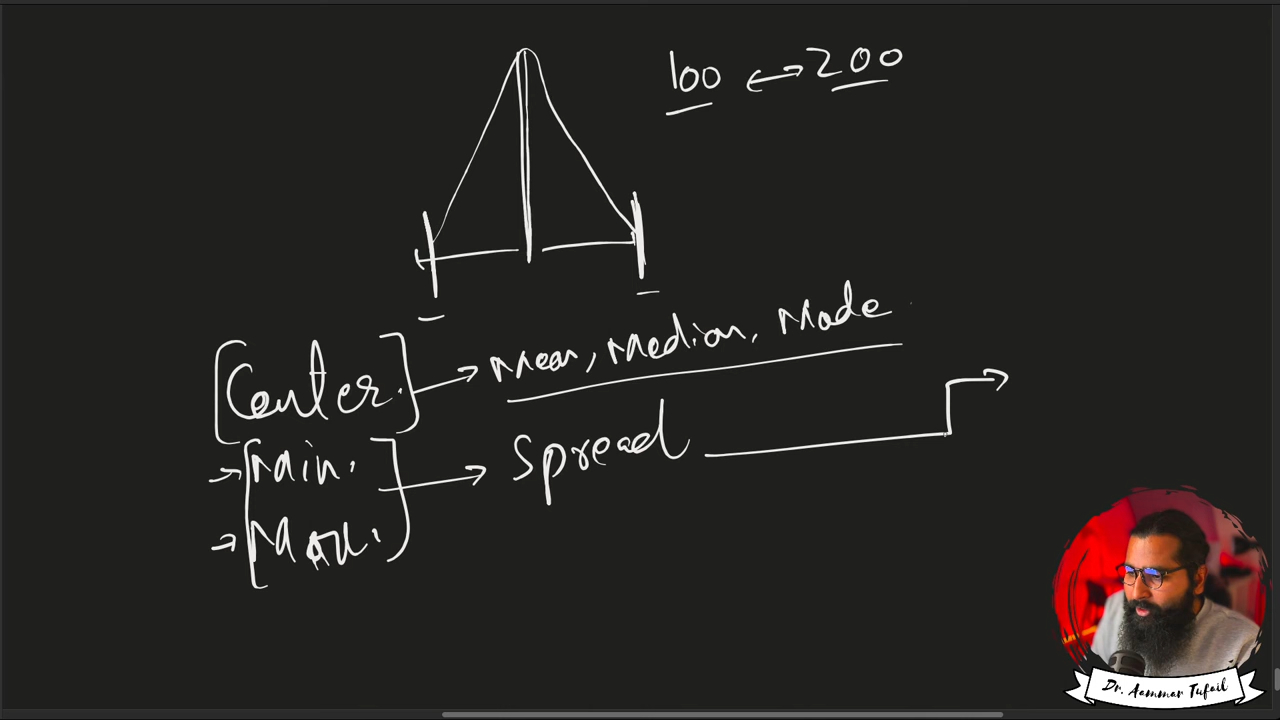 100 ↔ 200
[Center.] → Mean, Median, Mode
→ [Min. → Spread
→ Max.]
Dr. Aammar Tufail